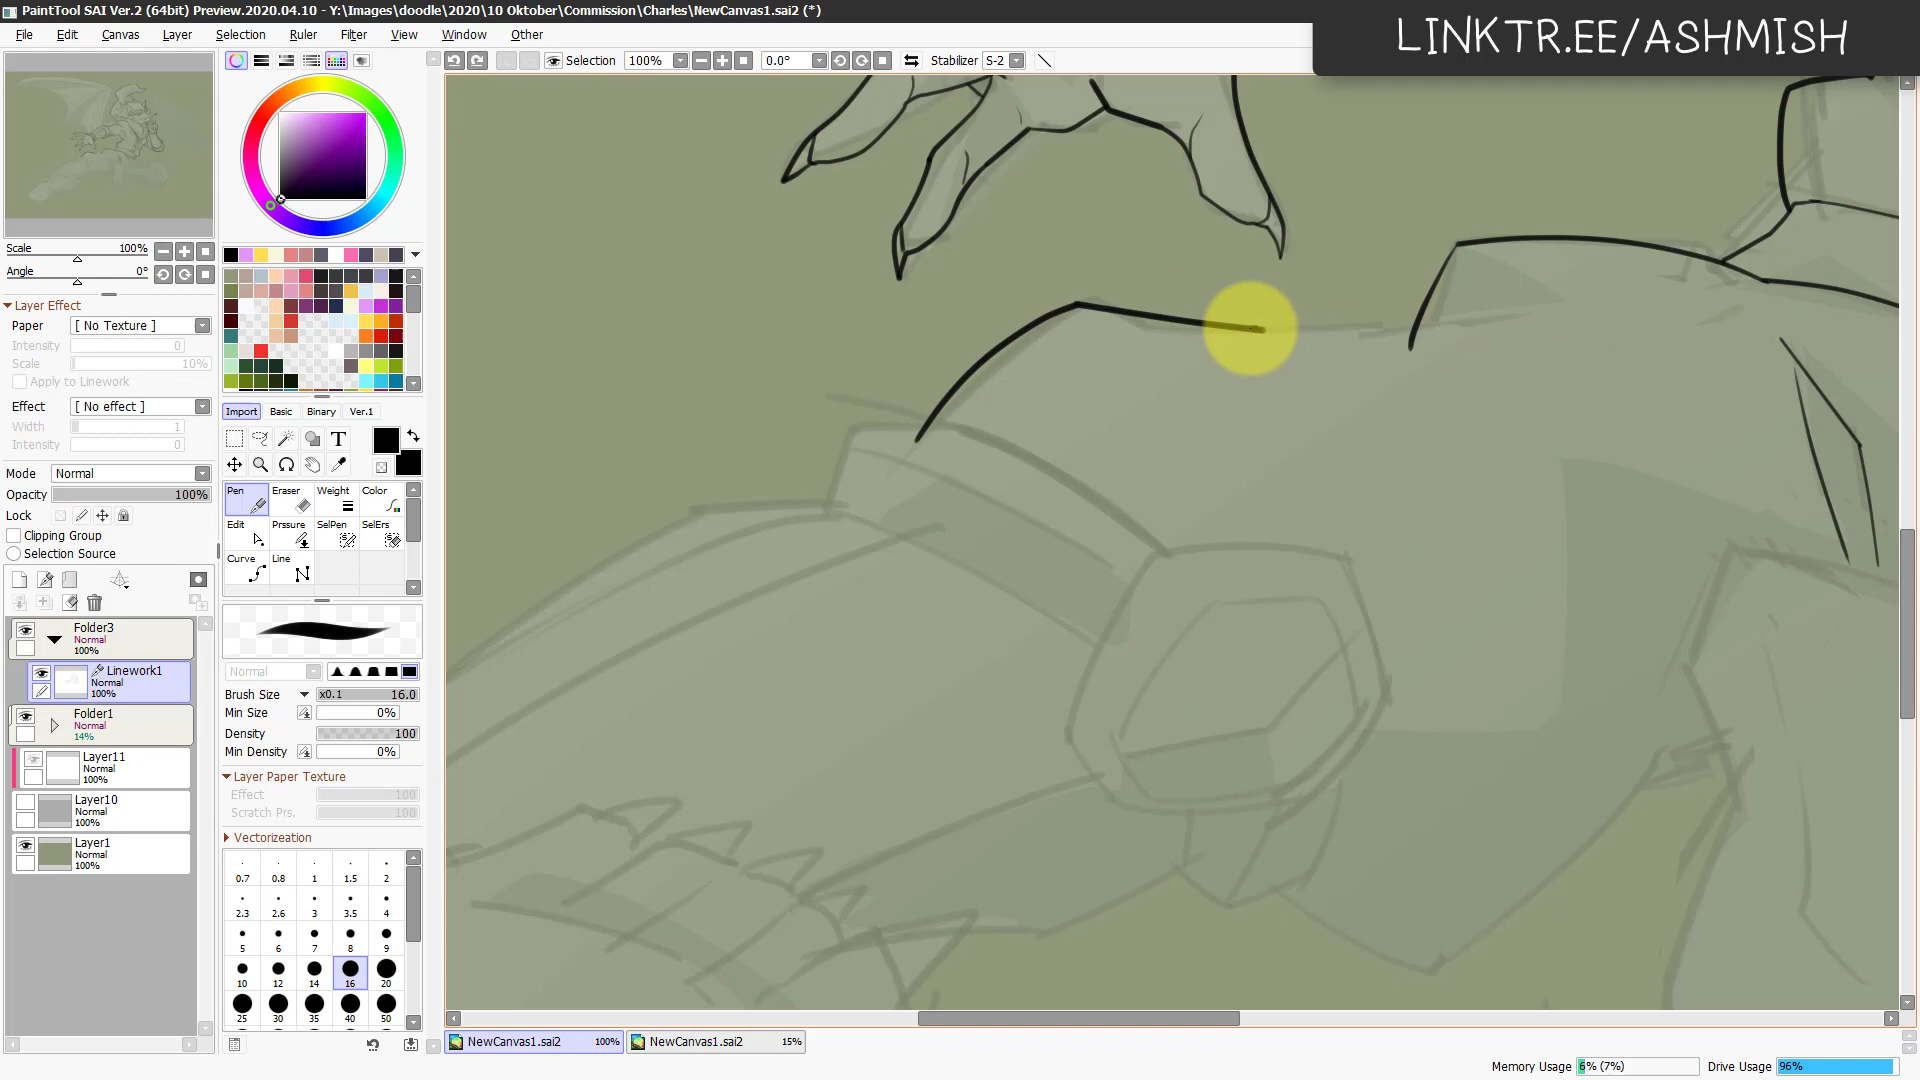 PaintTool SAI Ver.2 (64bit) Preview.2020.04.10 - Y:\Images\doodle\2020\10 Oktober\Commission\Charles\NewCanvas1.sai2 (*)
LINKTR.EE/ASHMISH
File Edit Canvas Layer Selection Ruler Filter View Window Other
Selection 100% 0.0° Stabilizer S-2
Scale 100%
Angle 0°
Layer Effect
Paper [ No Texture ]
Intensity 0
Scale 10%
Apply to Linework
Effect [ No effect ]
Width 1
Intensity 0
Mode Normal
Opacity 100%
Lock
Clipping Group
Selection Source
Folder3
Normal
100%
Linework1
Normal
100%
Folder1
Normal
14%
Layer11
Normal
100%
Layer10
Normal
100%
Layer1
Normal
100%
Import Basic Binary Ver.1
T
Pen Eraser Weight Color
Edit Prssure SelPen SelErs
Curve Line
Normal
Brush Size x0.1 16.0
Min Size 0%
Density 100
Min Density 0%
Layer Paper Texture
Effect 100
Scratch Prs. 100
Vectorization
0.7 0.8 1 1.5 2
2.3 2.6 3 3.5 4
5 6 7 8 9
10 12 14 16 20
25 30 35 40 50
NewCanvas1.sai2 100% NewCanvas1.sai2 15%
Memory Usage 6% (7%) Drive Usage 96%